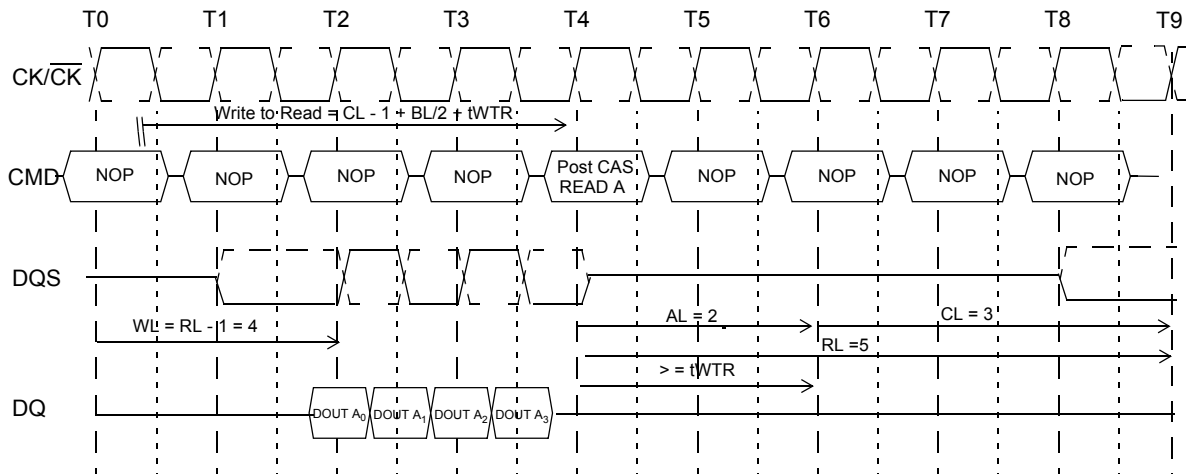 T0 T1 T2 T3 T4 T5 T6 T7 T8 T9
CK/CK
Write to Read = CL - 1 + BL/2 + tWTR
CMD NOP NOP NOP NOP Post CAS READ A NOP NOP NOP NOP
DQS
WL = RL - 1 = 4
AL = 2
CL = 3
RL =5
> = tWTR
DQ DOUT A0 DOUT A1 DOUT A2 DOUT A3